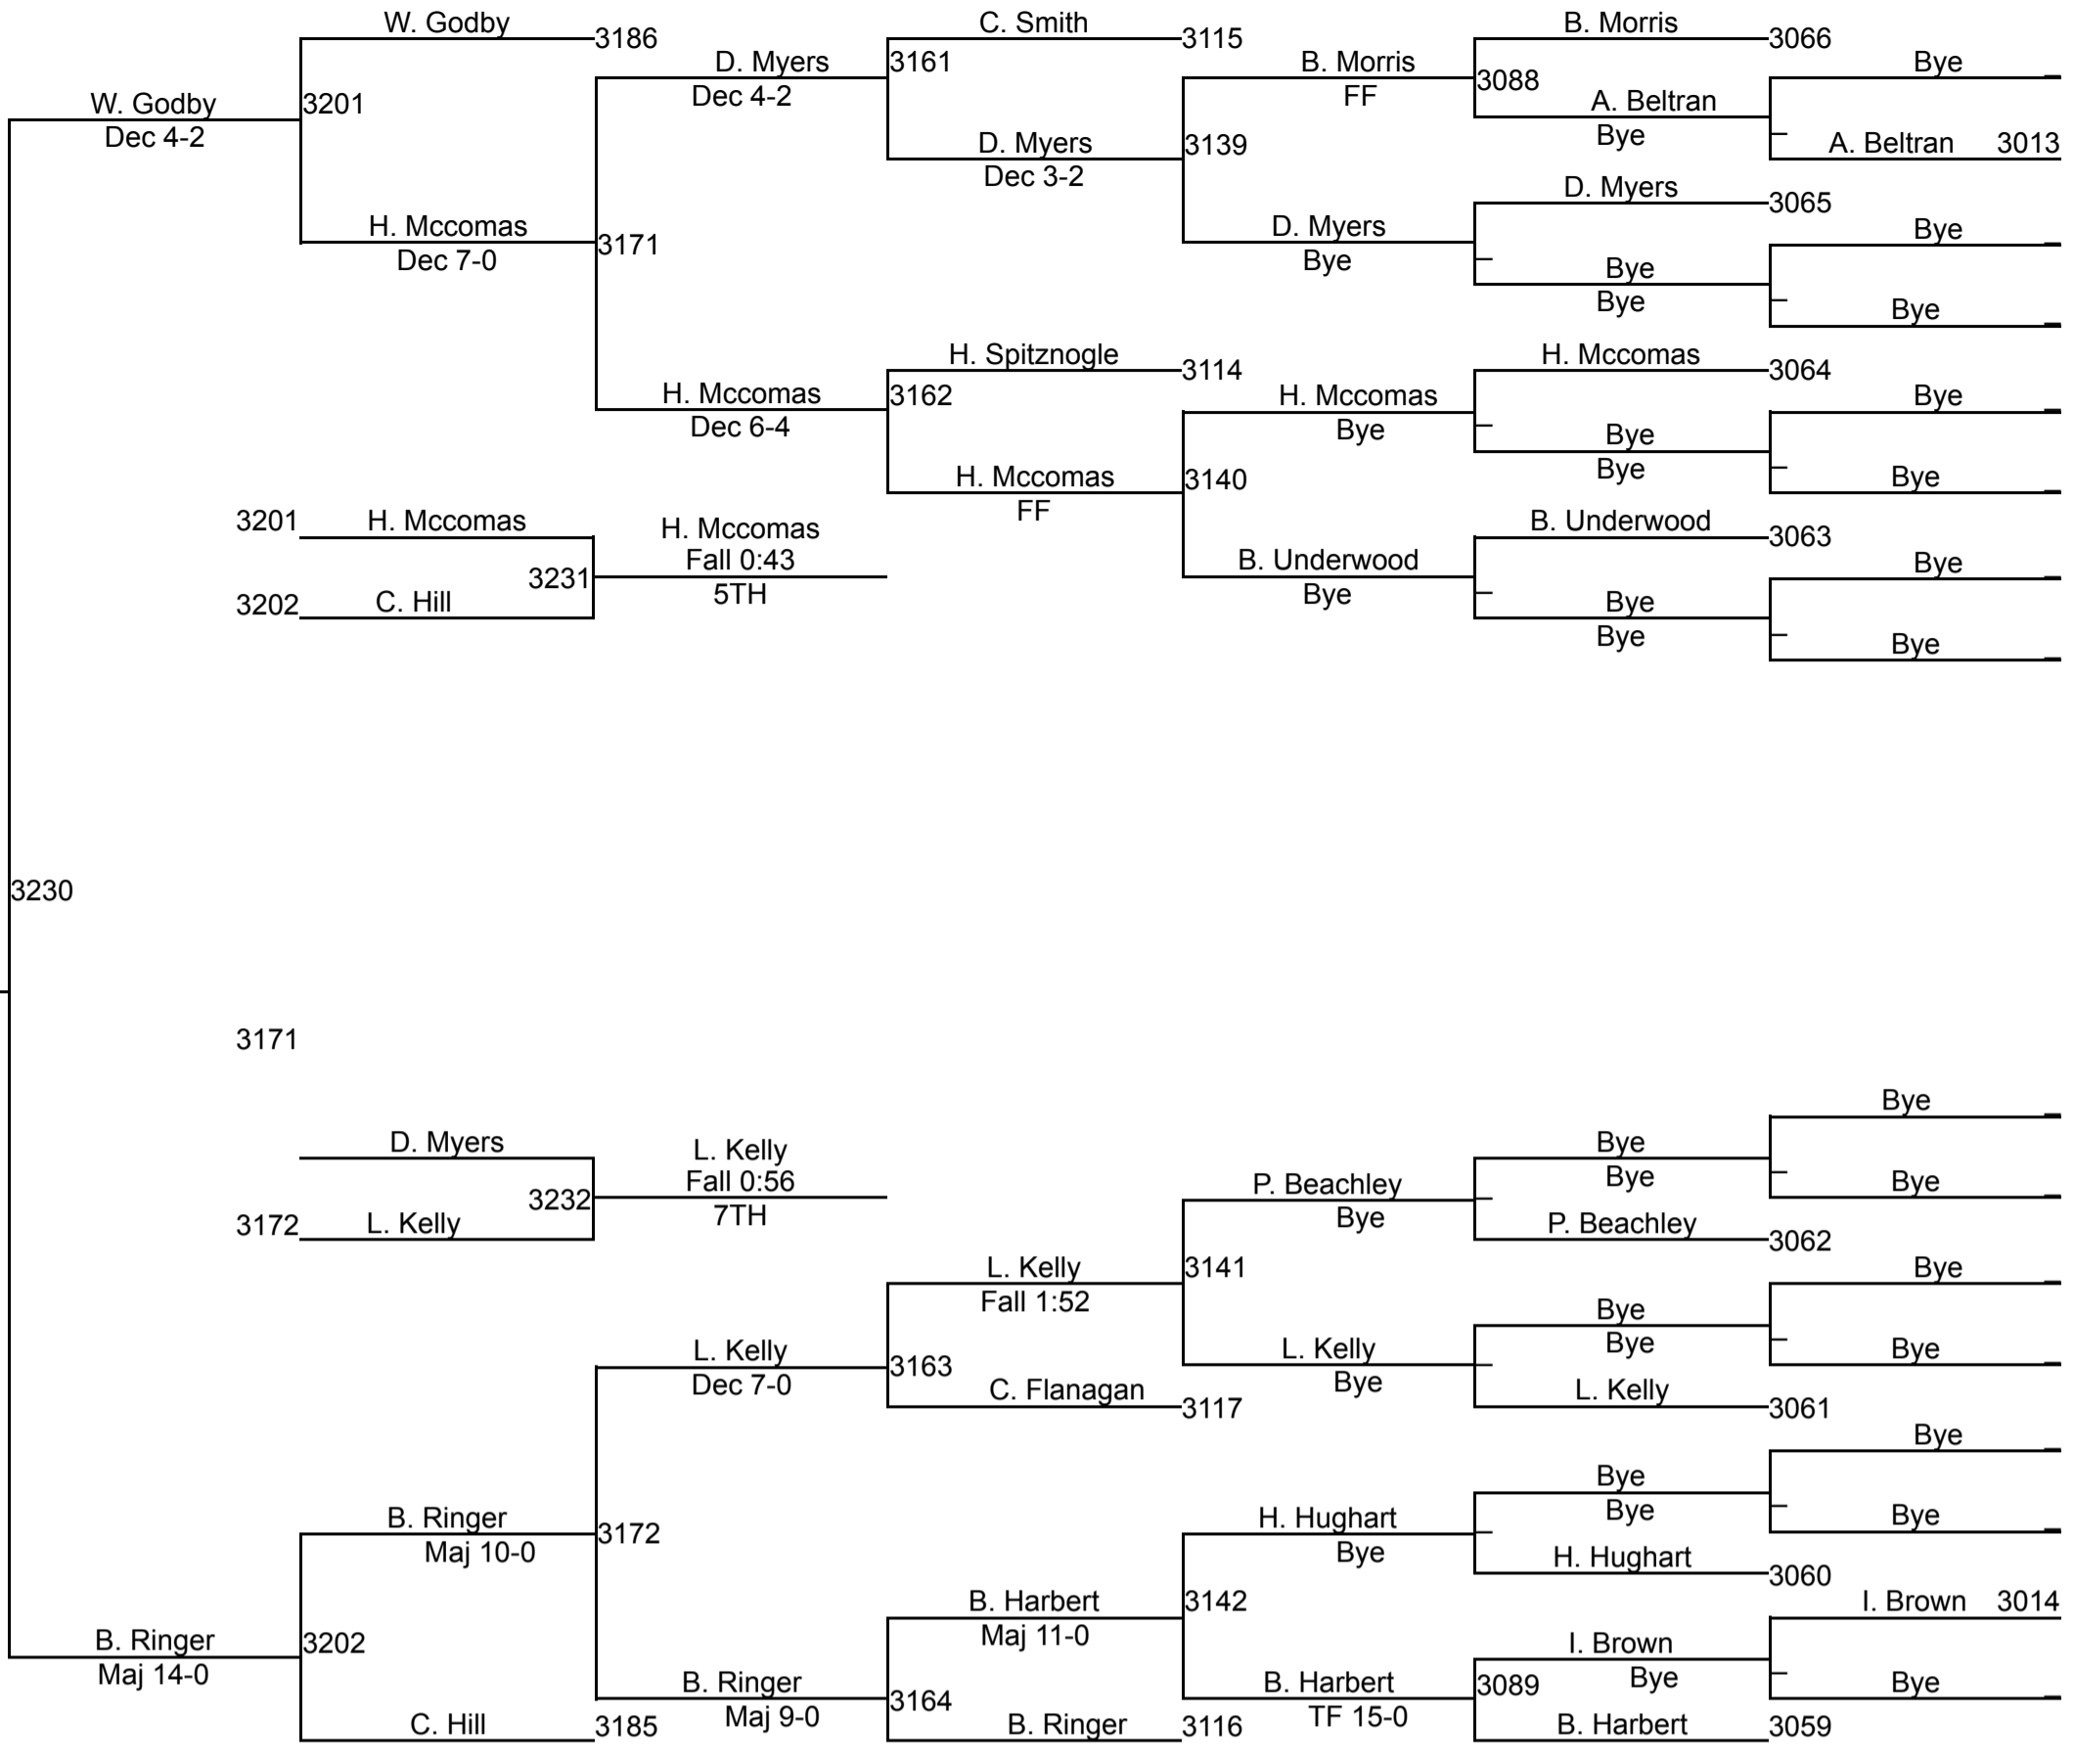 W. Godby
C. Smith
B. Morris
3186
3115
3066
D. Myers
3161
B. Morris
Bye
W. Godby
3201
Dec 4-2
FF
3088
A. Beltran
Dec 4-2
D. Myers
3139
Bye
A. Beltran 3013
Dec 3-2
D. Myers
3065
H. Mccomas
3171
D. Myers
Bye
Dec 7-0
Bye
Bye
Bye
Bye
H. Spitznogle
3114
H. Mccomas
3064
H. Mccomas
3162
H. Mccomas
Bye
Dec 6-4
Bye
Bye
H. Mccomas
3140
Bye
Bye
FF
3201
H. Mccomas
H. Mccomas
B. Underwood
3063
Fall 0:43
3231
B. Underwood
Bye
5TH
Bye
3202
C. Hill
Bye
Bye
Bye
3230
3171
Bye
D. Myers
L. Kelly
Bye
Fall 0:56
P. Beachley
Bye
Bye
3232
7TH
Bye
3172
L. Kelly
P. Beachley
3062
L. Kelly
3141
Bye
Fall 1:52
Bye
L. Kelly
L. Kelly
Bye
Bye
Dec 7-0
3163
Bye
C. Flanagan
3117
L. Kelly
3061
Bye
Bye
B. Ringer
3172
H. Hughart
Bye
Bye
Maj 10-0
Bye
H. Hughart
3060
B. Harbert
3142
I. Brown 3014
B. Ringer
3202
Maj 11-0
I. Brown
Maj 14-0
B. Ringer
3164
B. Harbert
3089
Bye
Bye
Maj 9-0
TF 15-0
C. Hill
3185
B. Ringer
3116
B. Harbert
3059